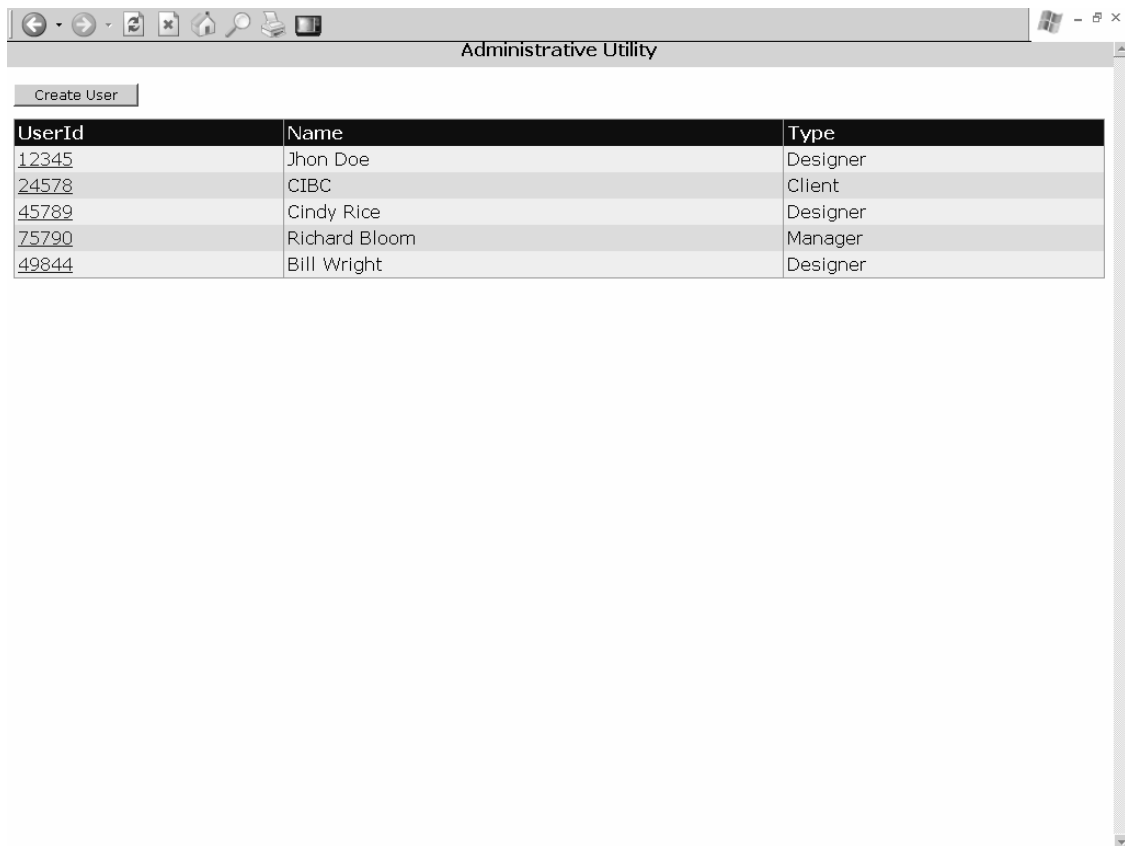 Administrative Utility
Create User
UserId Name Type
12345 Jhon Doe Designer
24578 CIBC Client
45789 Cindy Rice Designer
75790 Richard Bloom Manager
49844 Bill Wright Designer